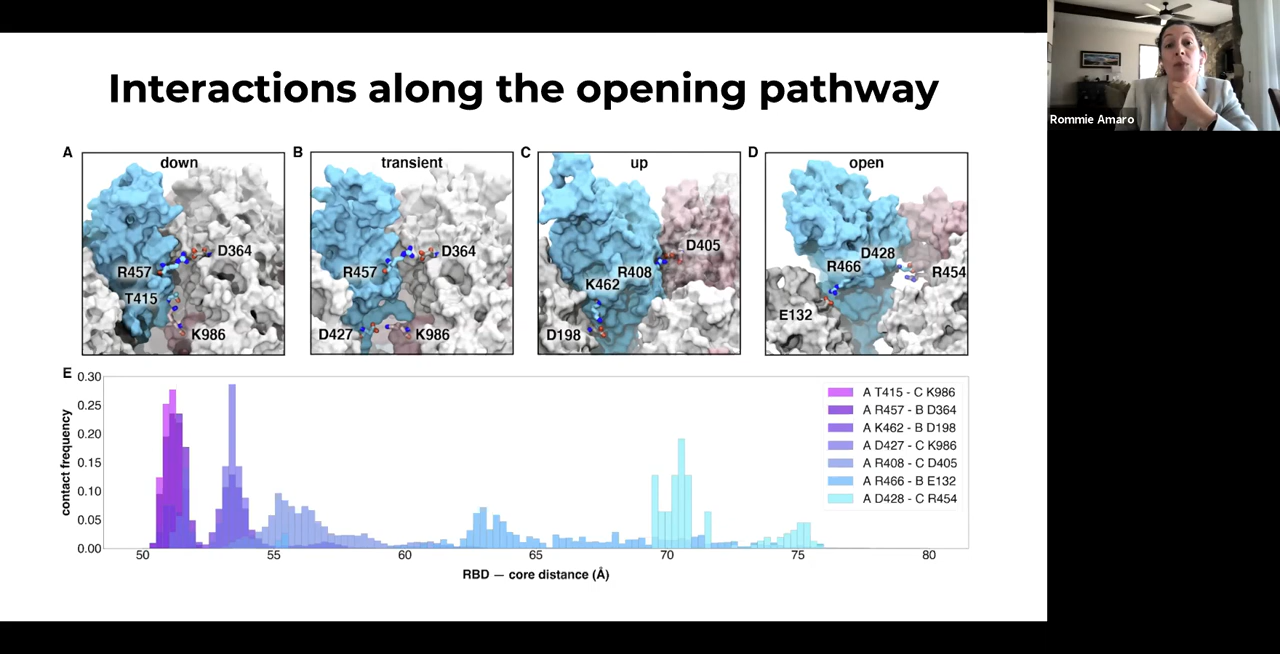 Interactions along the opening pathway
Rommie Amaro
A
down
R457
D364
T415
K986
B
transient
R457
D364
D427
K986
C
up
D405
R408
K462
D198
D
open
D428
R466
R454
E132
E
0.30
0.25
0.20
0.15
0.10
0.05
0.00
contact frequency
50 55 60 65 70 75 80
RBD — core distance (Å)
A T415 - C K986
A R457 - B D364
A K462 - B D198
A D427 - C K986
A R408 - C D405
A R466 - B E132
A D428 - C R454